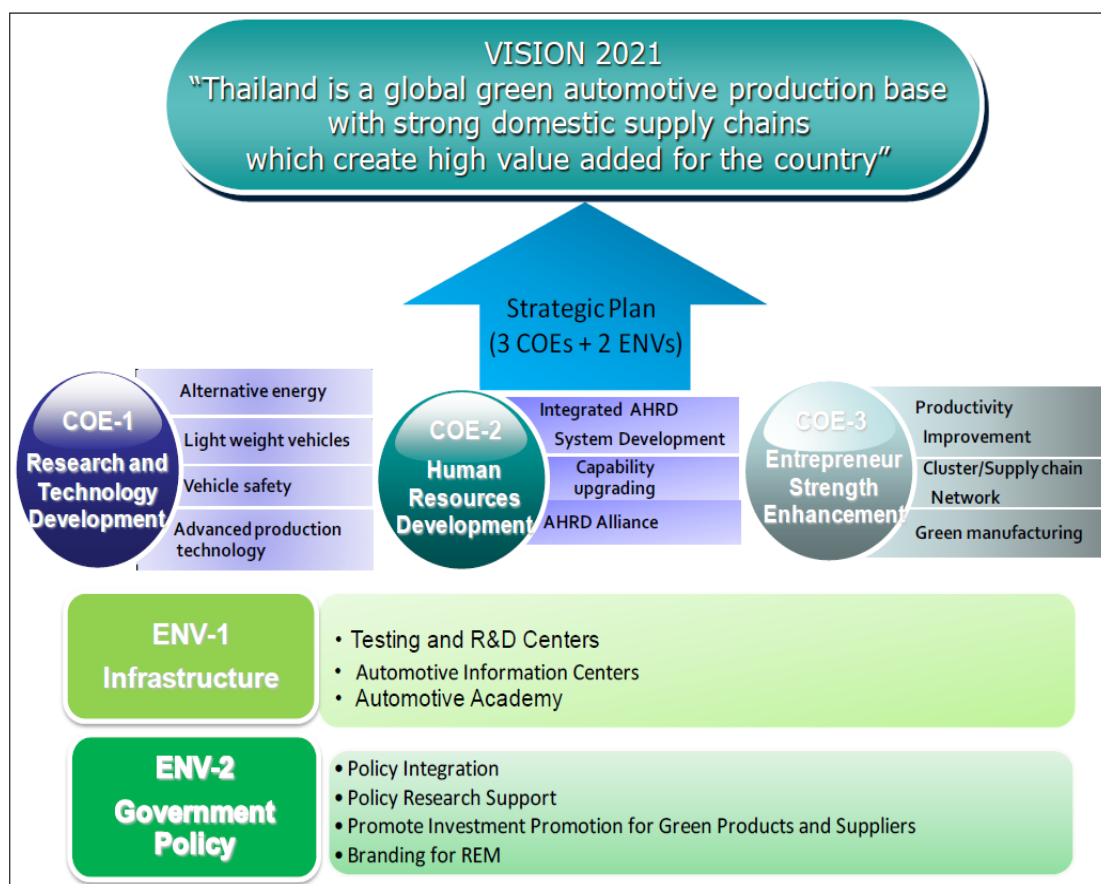 VISION 2021
“Thailand is a global green automotive production base
with strong domestic supply chains
which create high value added for the country”
Strategic Plan
(3 COEs + 2 ENVs)
COE-1
Research and
Technology
Development
Alternative energy
Light weight vehicles
Vehicle safety
Advanced production
technology
COE-2
Human
Resources
Development
Integrated AHRD
System Development
Capability
upgrading
AHRD Alliance
COE-3
Entrepreneur
Strength
Enhancement
Productivity
Improvement
Cluster/Supply chain
Network
Green manufacturing
ENV-1
Infrastructure
• Testing and R&D Centers
• Automotive Information Centers
• Automotive Academy
ENV-2
Government
Policy
• Policy Integration
• Policy Research Support
• Promote Investment Promotion for Green Products and Suppliers
• Branding for REM